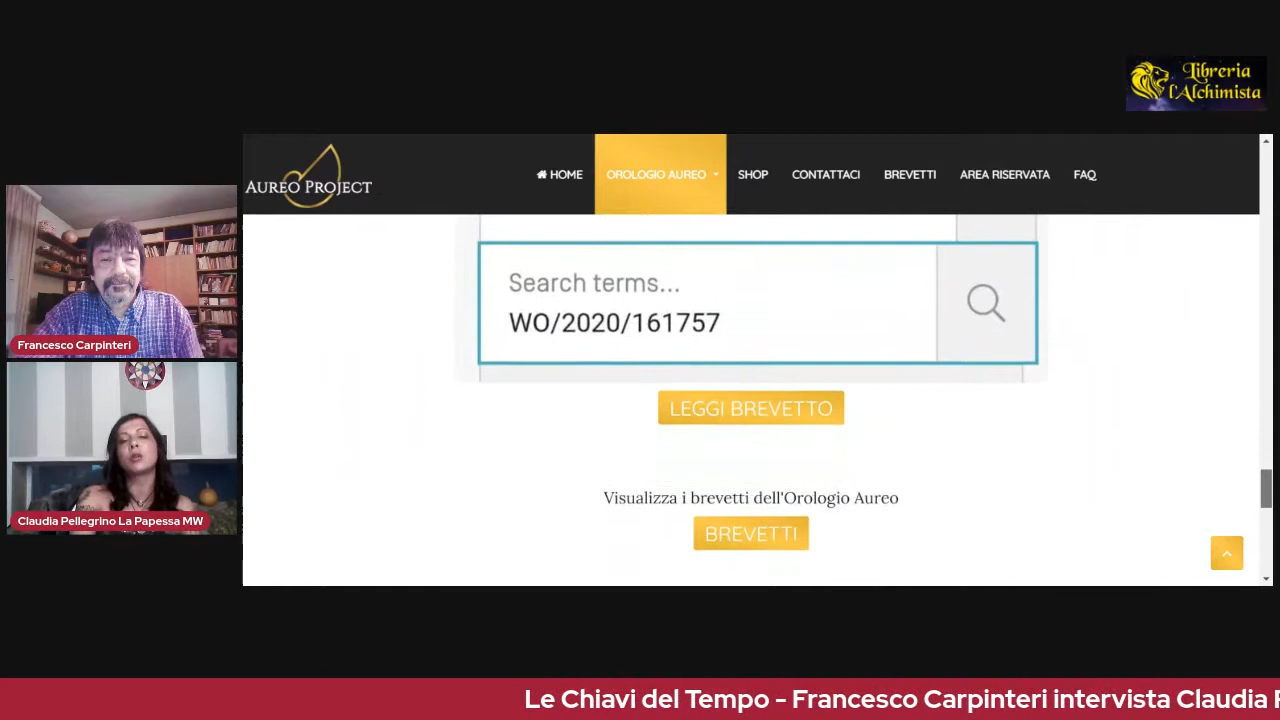 Libreria
l'Alchimista
AUREO PROJECT
HOME OROLOGIO AUREO SHOP CONTATTACI BREVETTI AREA RISERVATA FAQ
Search terms...
WO/2020/161757
LEGGI BREVETTO
Visualizza i brevetti dell'Orologio Aureo
BREVETTI
Francesco Carpinteri
Claudia Pellegrino La Papessa MW
Le Chiavi del Tempo - Francesco Carpinteri intervista Claudia